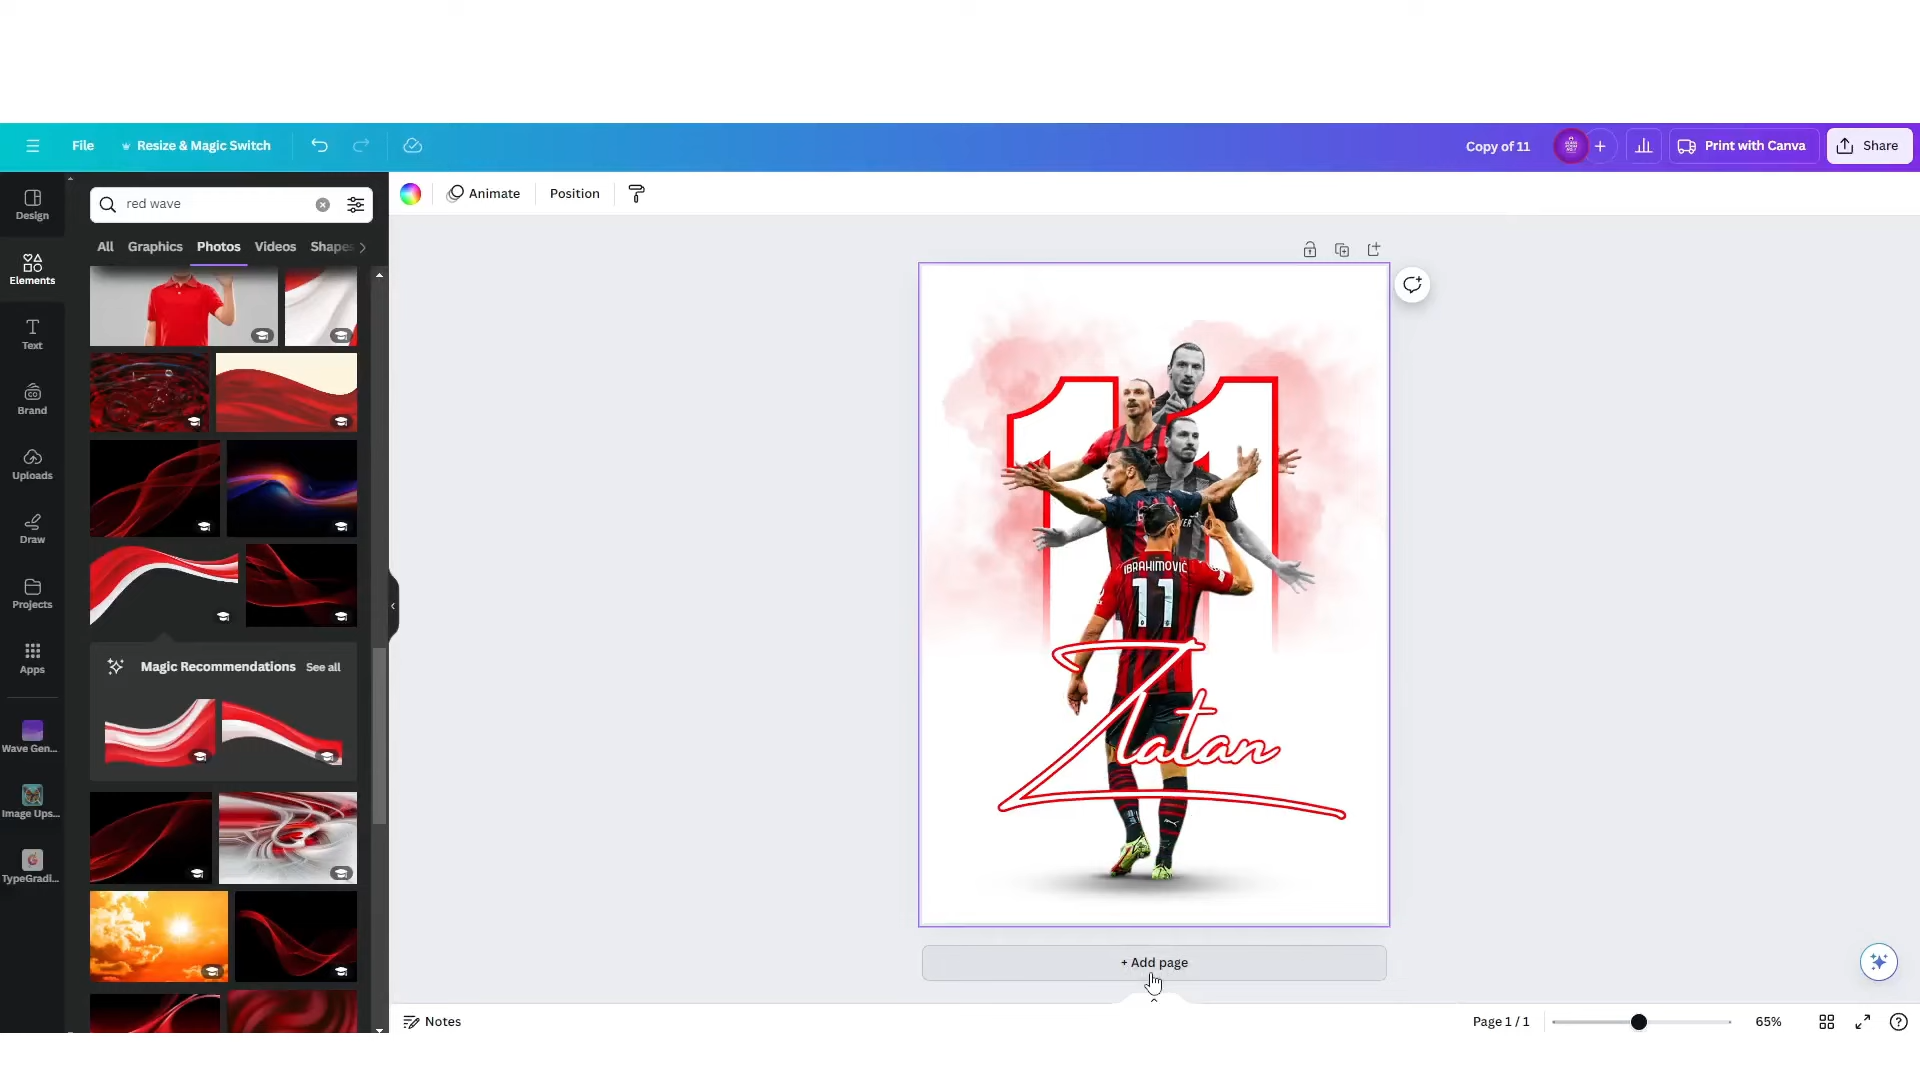 File
Resize & Magic Switch
Copy of 11
Print with Canva
Share
Design
Elements
Text
Brand
Uploads
Draw
Projects
Apps
Wave Gen...
Image Ups...
TypeGradi...
red wave
All
Graphics
Photos
Videos
Shapes
Magic Recommendations
See all
Animate
Position
11
IBRAHIMOVIĆ
11
Zlatan
+ Add page
Notes
Page 1 / 1
65%